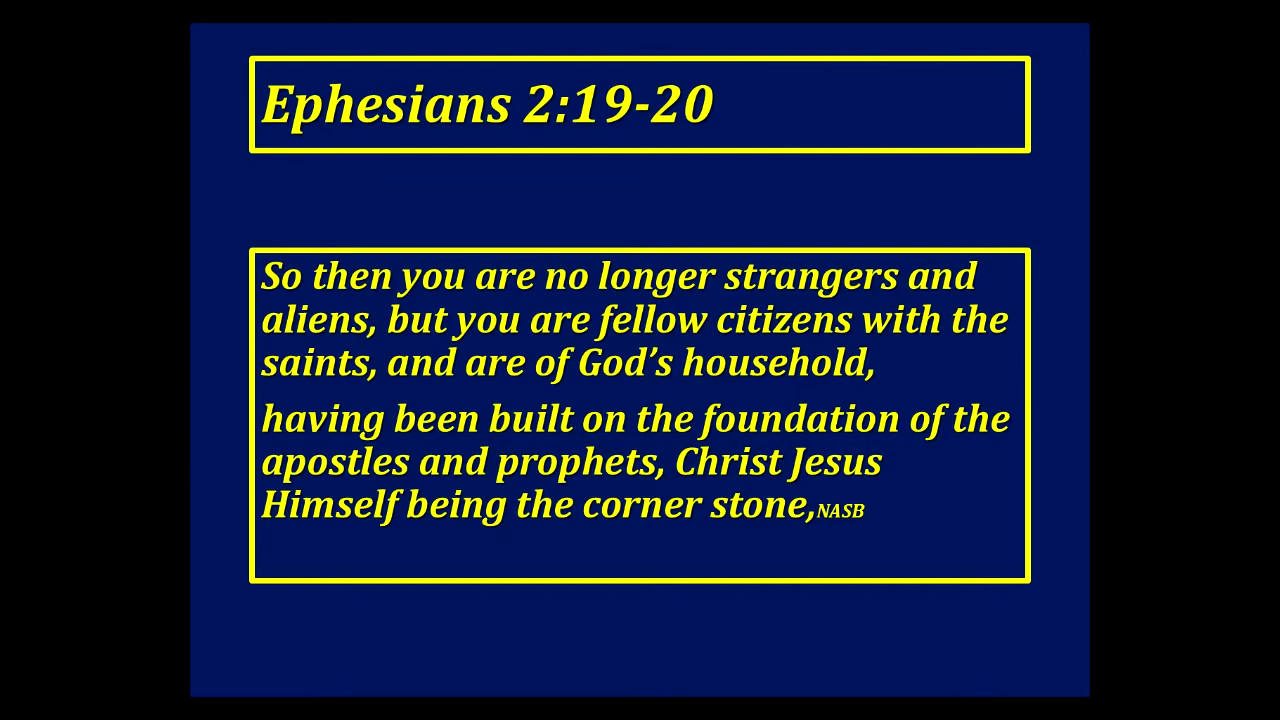 Ephesians 2:19-20
So then you are no longer strangers and
aliens, but you are fellow citizens with the
saints, and are of God’s household,
having been built on the foundation of the
apostles and prophets, Christ Jesus
Himself being the corner stone,NASB